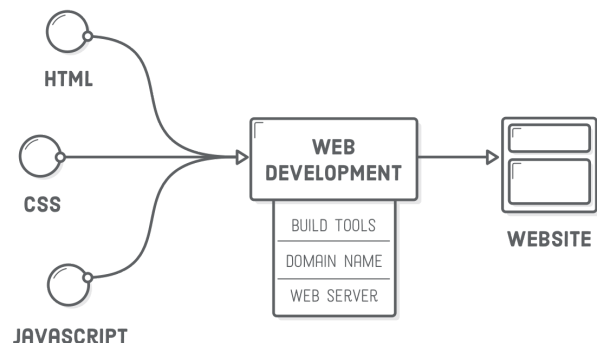 HTML
CSS
JAVASCRIPT
WEB
DEVELOPMENT
BUILD TOOLS
DOMAIN NAME
WEB SERVER
WEBSITE